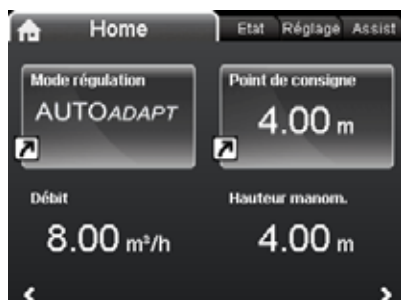 Home Etat Réglage Assist
Mode régulation Point de consigne
AUTOADAPT 4.00 m
Débit Hauteur manom.
8.00 m³/h 4.00 m